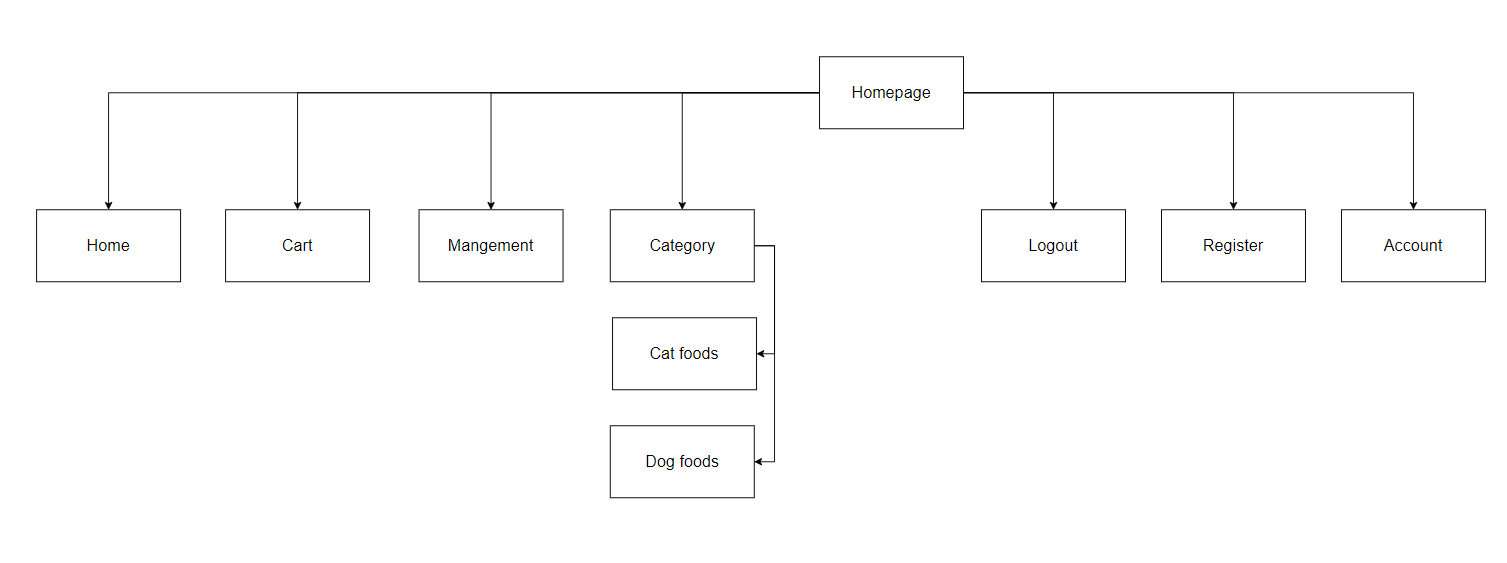 Homepage
Home
Cart
Mangement
Category
Logout
Register
Account
Cat foods
Dog foods